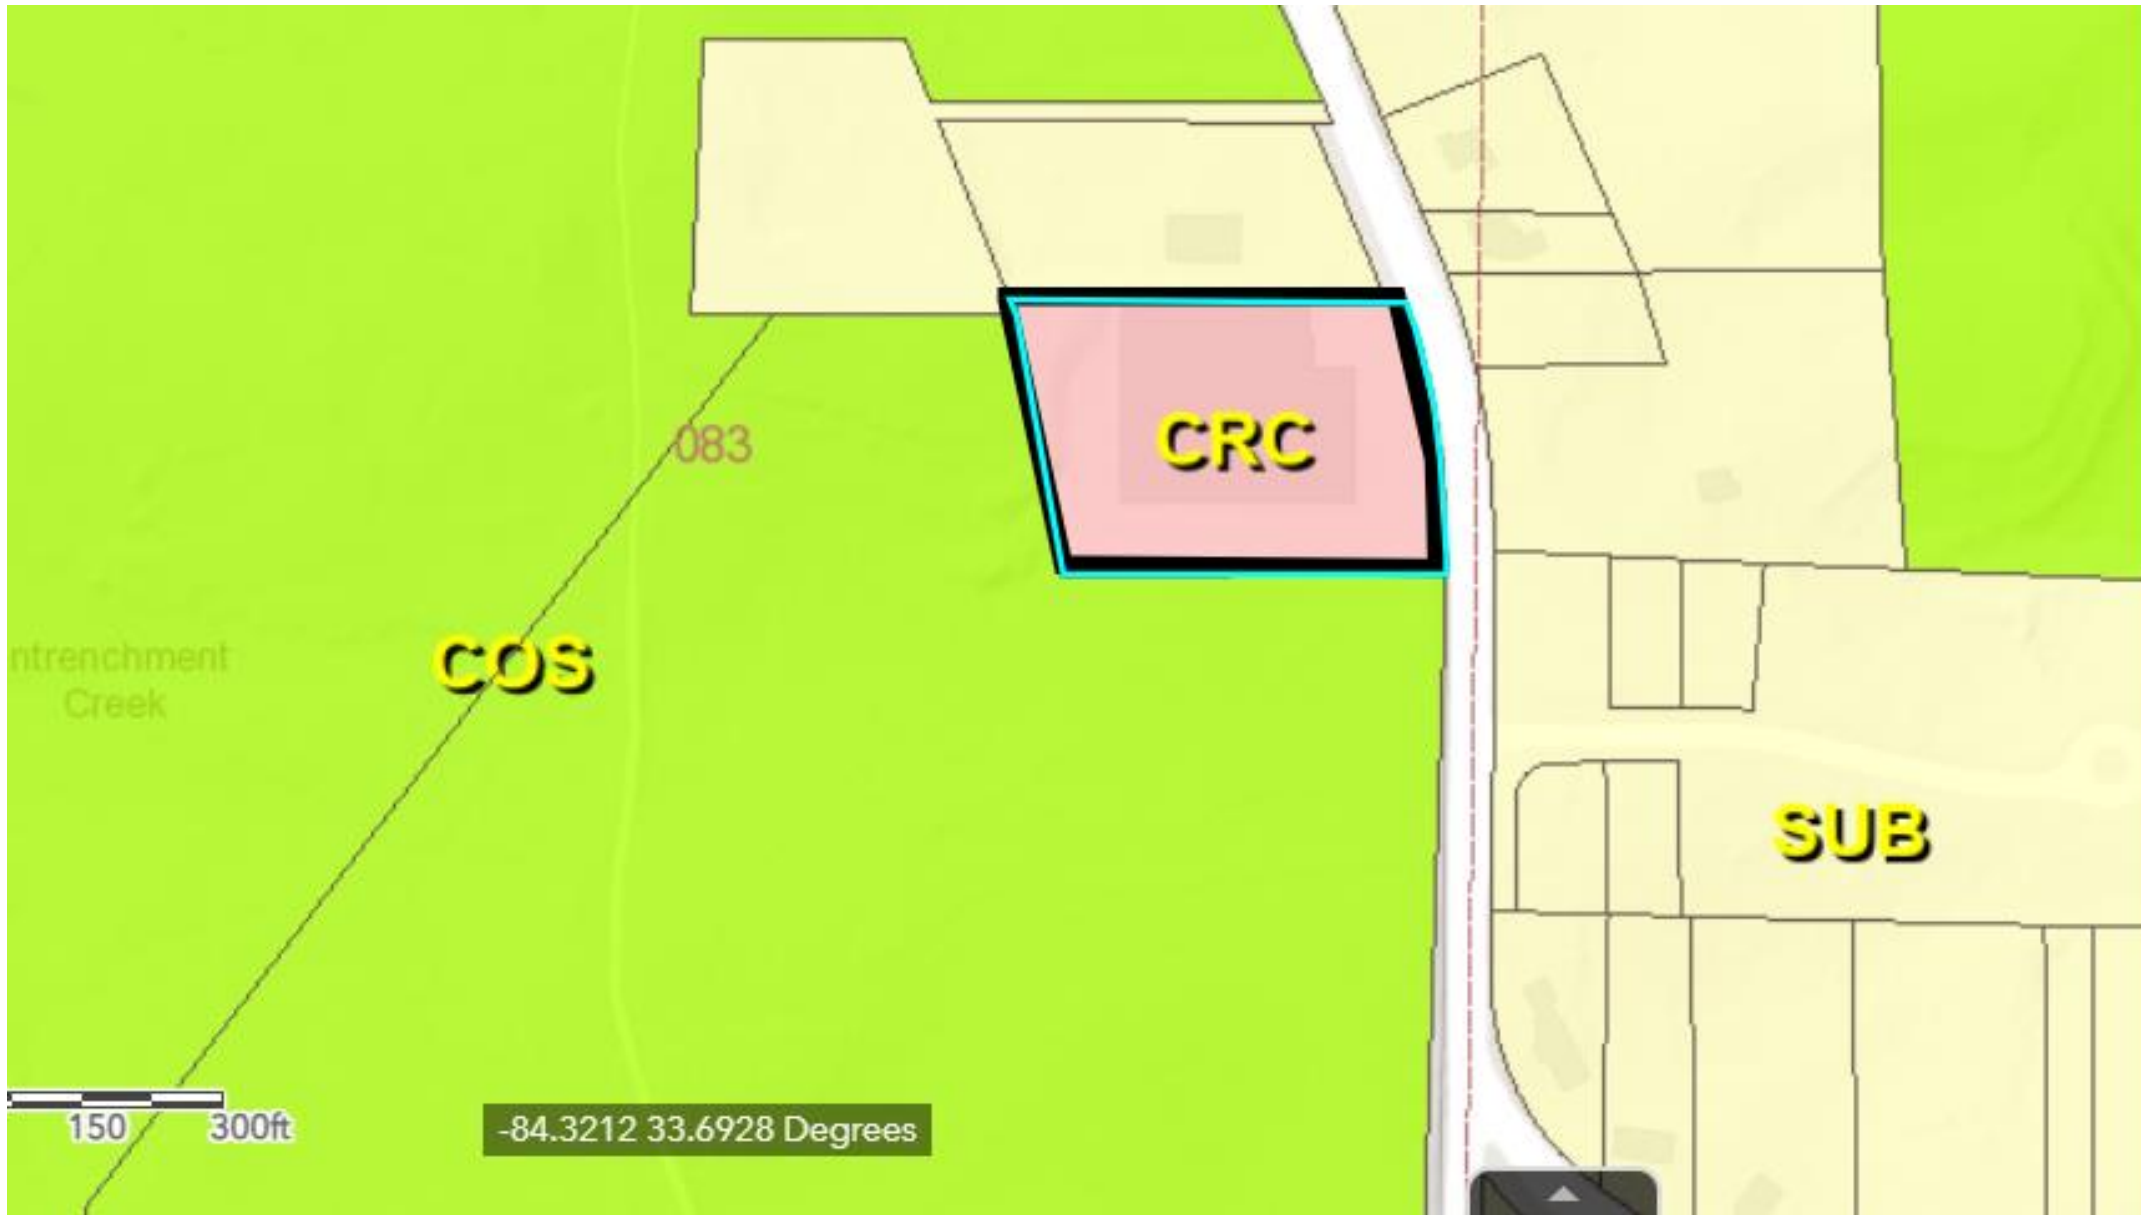 CRC
083
ntrenchment
Creek
COS
SUB
150 300ft
-84.3212 33.6928 Degrees